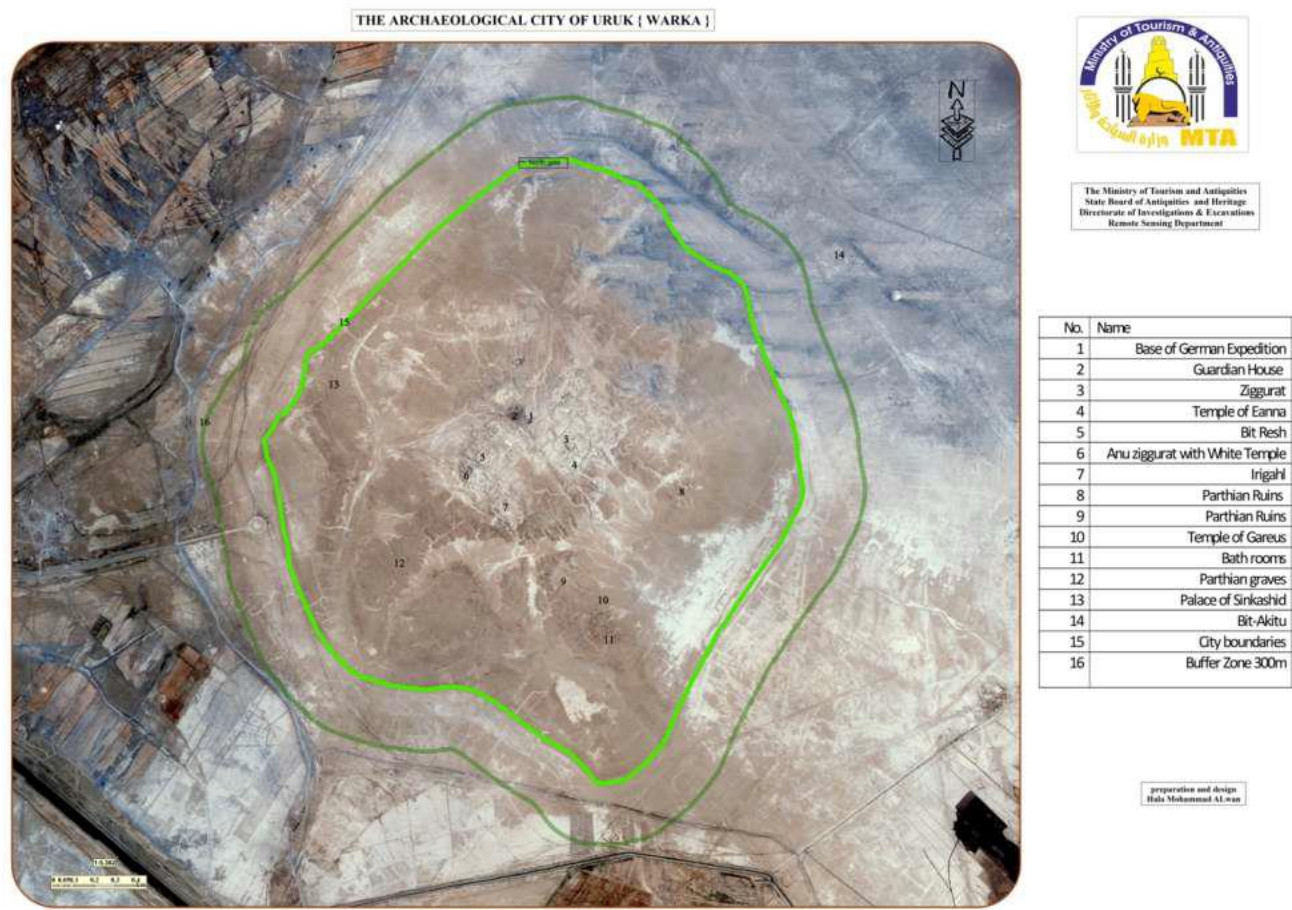 THE ARCHAEOLOGICAL CITY OF URUK { WARKA }
Ministry of Tourism & Antiquities
وزارة السياحة والآثار
MTA
The Ministry of Tourism and Antiquities
State Board of Antiquities and Heritage
Directorate of Investigations & Excavations
Remote Sensing Department
N
North gate
14
15
13
16
3
5
4
6
8
7
12
9
10
11
No. Name
1 Base of German Expedition
2 Guardian House
3 Ziggurat
4 Temple of Eanna
5 Bit Resh
6 Anu ziggurat with White Temple
7 Irigahl
8 Parthian Ruins
9 Parthian Ruins
10 Temple of Gareus
11 Bath rooms
12 Parthian graves
13 Palace of Sinkashid
14 Bit-Akitu
15 City boundaries
16 Buffer Zone 300m
preparation and design
Hala Mohammad ALwan